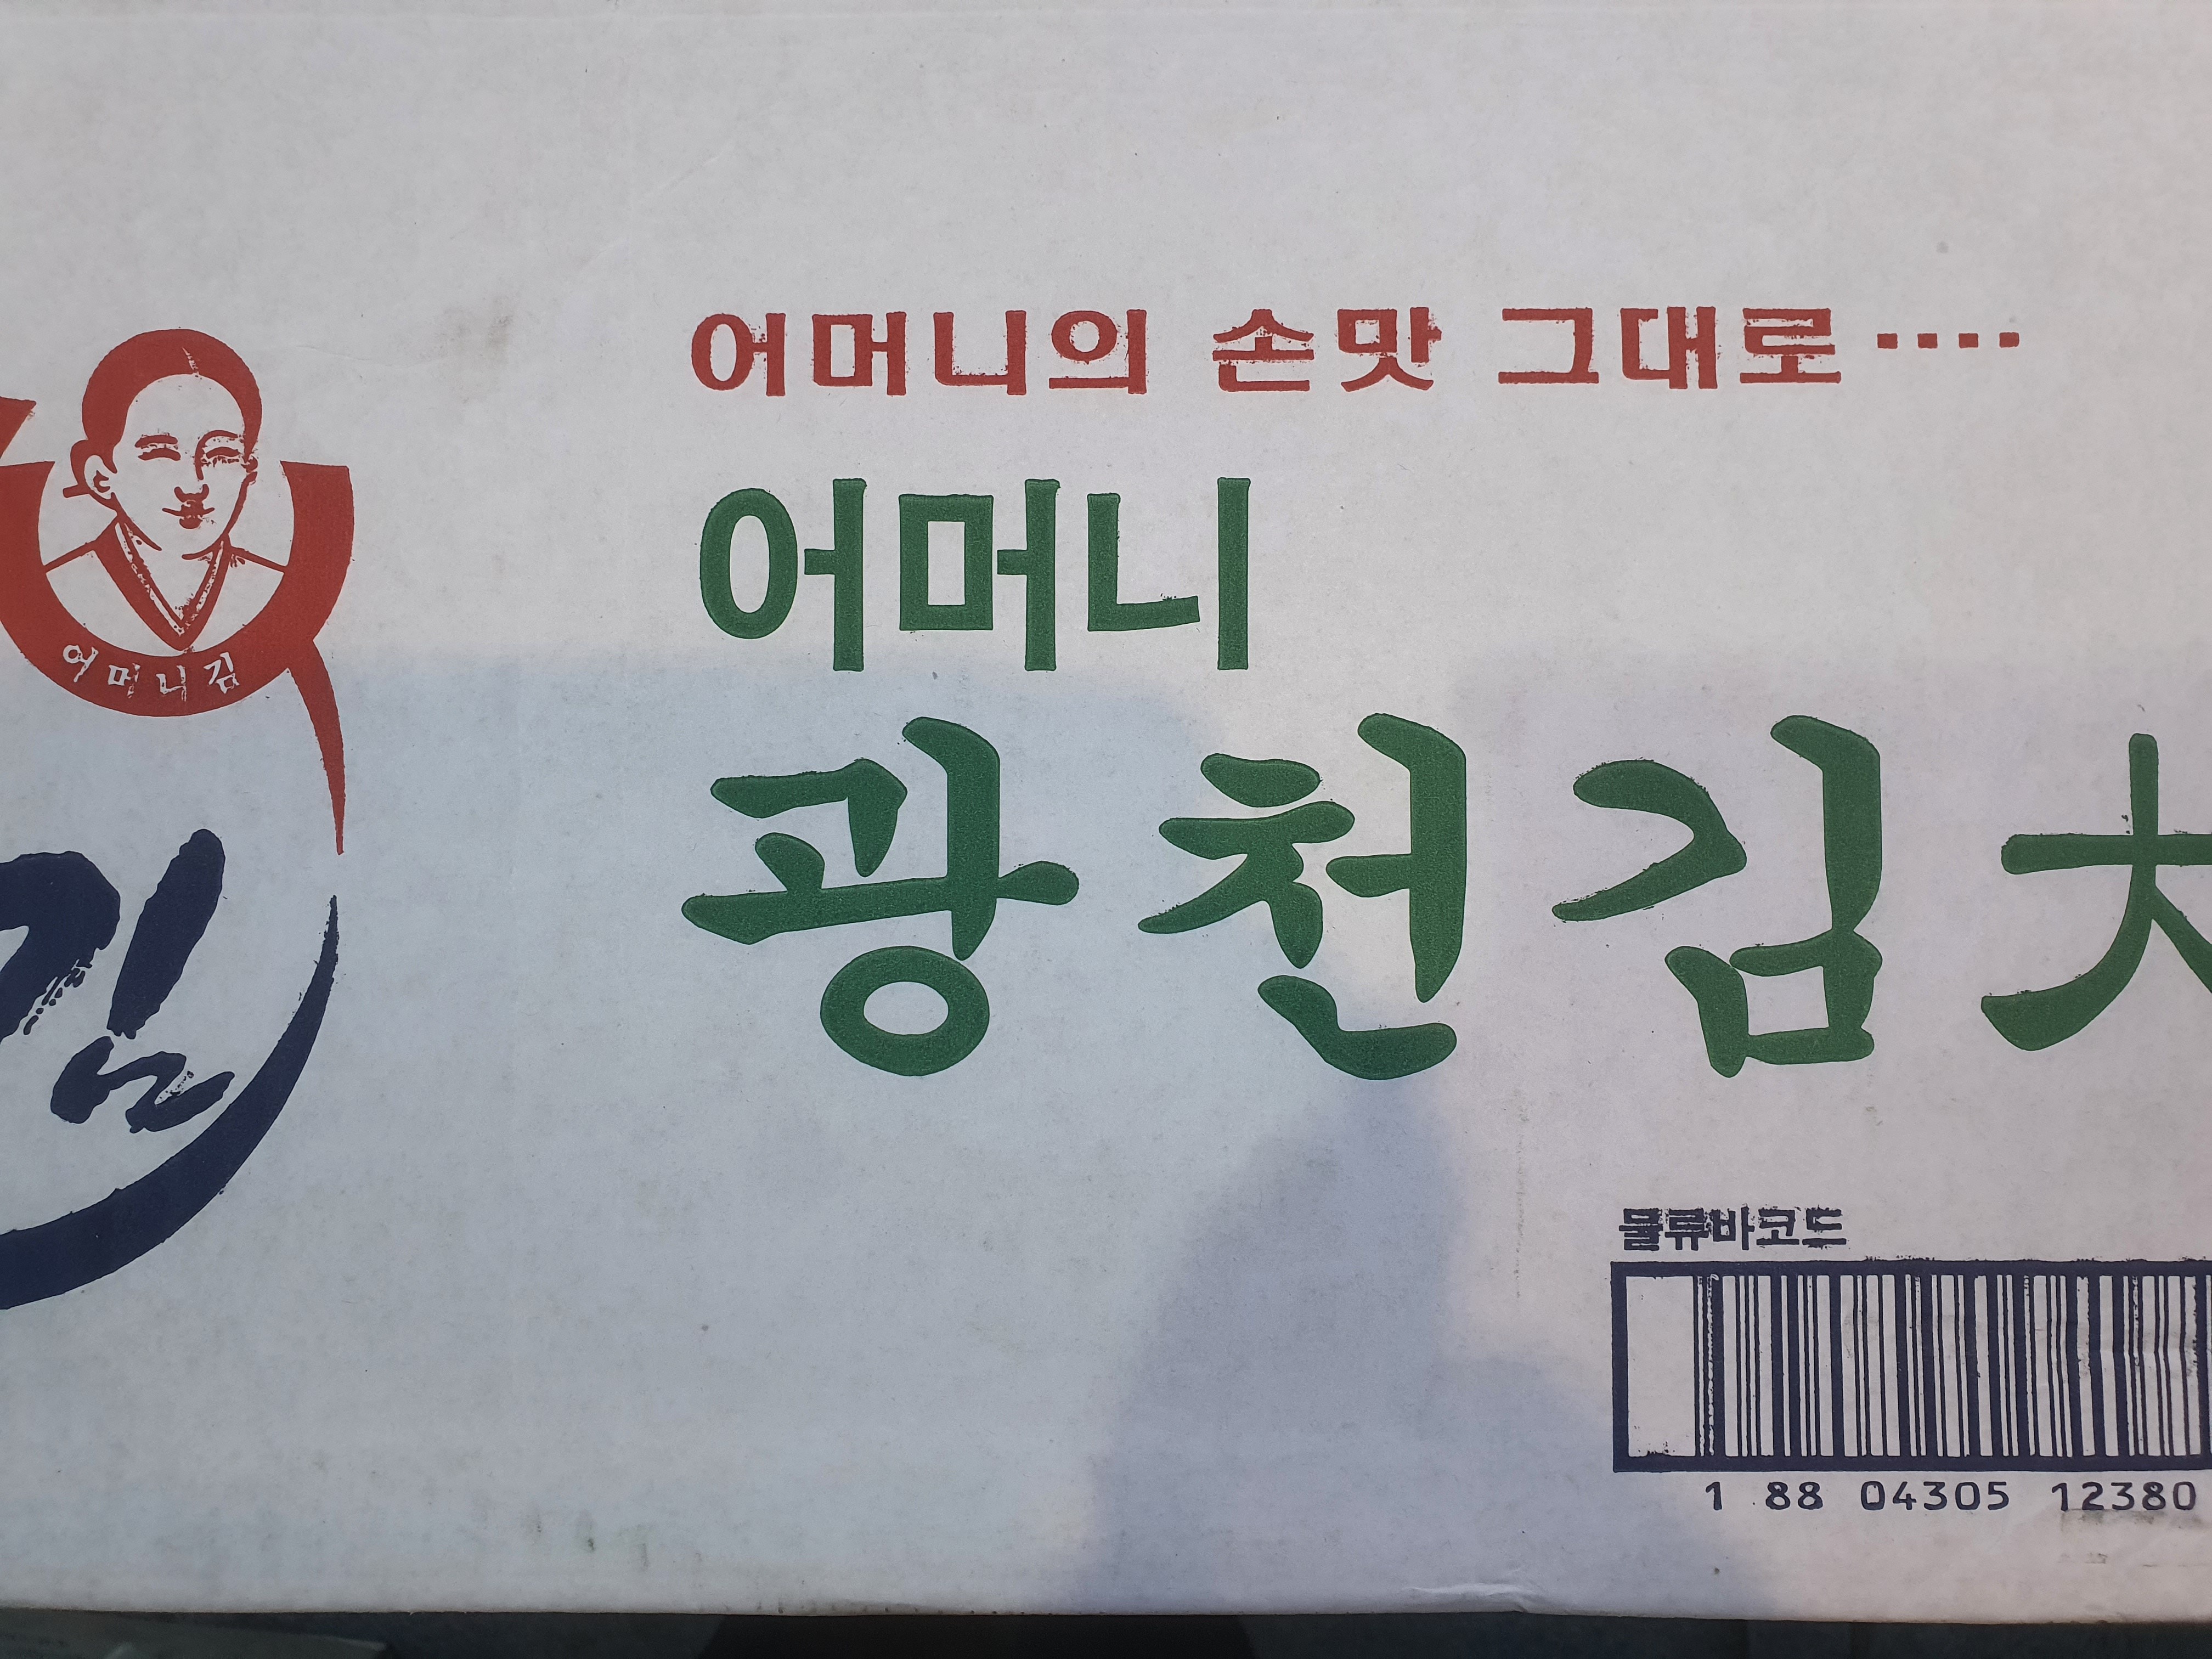 어머니의 손맛 그대로····
어머니
광천김
어머니김
김
물류바코드
1 88 04305 12380